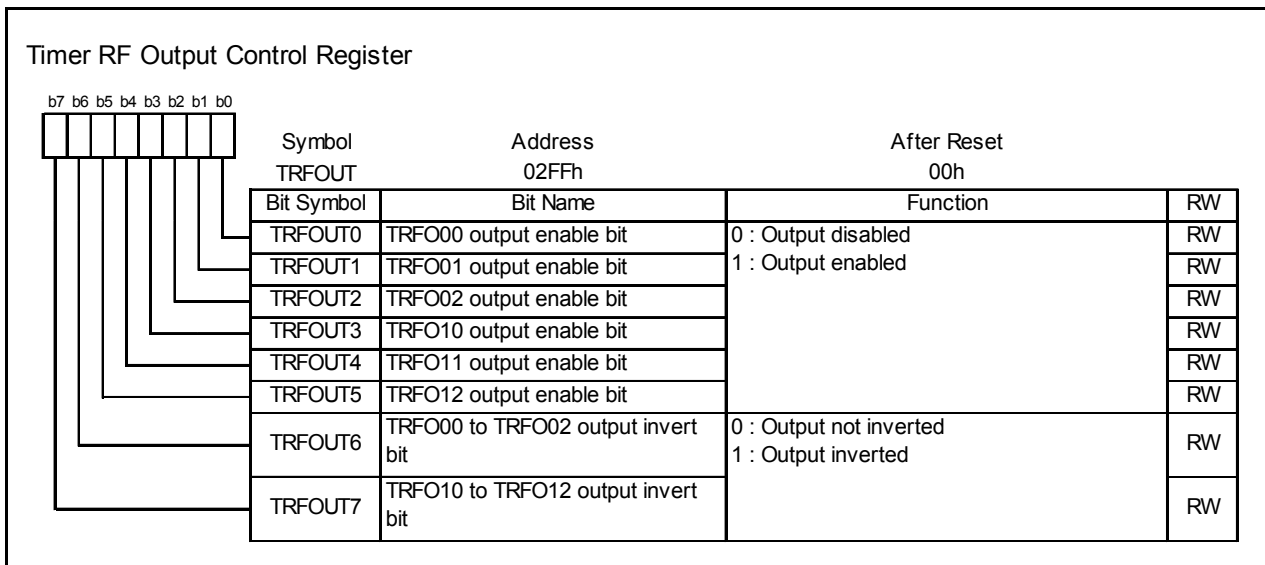 Timer RF Output Control Register
b7 b6 b5 b4 b3 b2 b1 b0
Symbol Address After Reset
TRFOUT 02FFh 00h
Bit Symbol Bit Name Function RW
TRFOUT0 TRFO00 output enable bit 0 : Output disabled RW
TRFOUT1 TRFO01 output enable bit 1 : Output enabled RW
TRFOUT2 TRFO02 output enable bit RW
TRFOUT3 TRFO10 output enable bit RW
TRFOUT4 TRFO11 output enable bit RW
TRFOUT5 TRFO12 output enable bit RW
TRFOUT6 TRFO00 to TRFO02 output invert bit 0 : Output not inverted 1 : Output inverted RW
TRFOUT7 TRFO10 to TRFO12 output invert bit RW